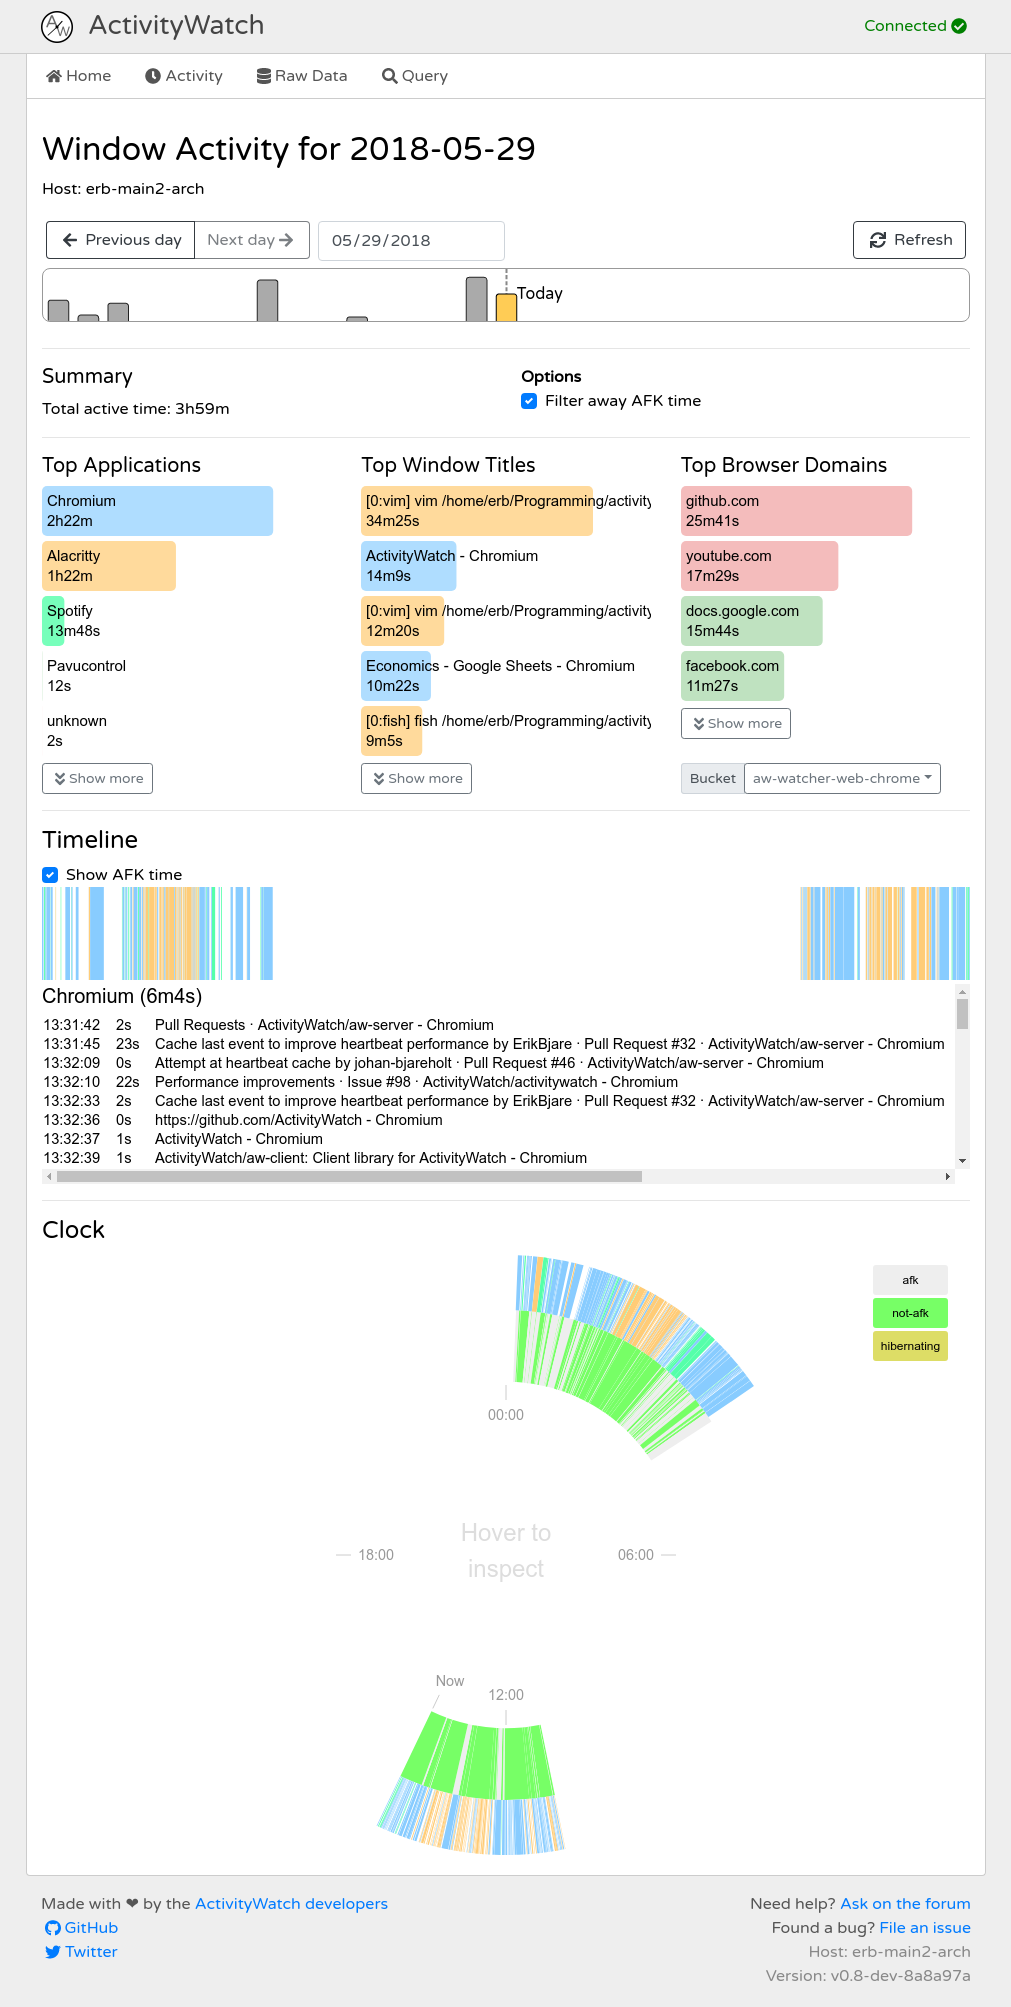 AW ActivityWatch
Connected
Home Activity Raw Data Query
Window Activity for 2018-05-29
Host: erb-main2-arch
Previous day Next day 05/29/2018 Refresh
Today
Summary
Total active time: 3h59m
Options
Filter away AFK time
Top Applications
Chromium
2h22m
Alacritty
1h22m
Spotify
13m48s
Pavucontrol
12s
unknown
2s
Show more
Top Window Titles
[0:vim] vim /home/erb/Programming/activity
34m25s
ActivityWatch - Chromium
14m9s
[0:vim] vim /home/erb/Programming/activity
12m20s
Economics - Google Sheets - Chromium
10m22s
[0:fish] fish /home/erb/Programming/activity
9m5s
Show more
Top Browser Domains
github.com
25m41s
youtube.com
17m29s
docs.google.com
15m44s
facebook.com
11m27s
Show more
Bucket aw-watcher-web-chrome
Timeline
Show AFK time
Chromium (6m4s)
13:31:42 2s Pull Requests · ActivityWatch/aw-server - Chromium
13:31:45 23s Cache last event to improve heartbeat performance by ErikBjare · Pull Request #32 · ActivityWatch/aw-server - Chromium
13:32:09 0s Attempt at heartbeat cache by johan-bjareholt · Pull Request #46 · ActivityWatch/aw-server - Chromium
13:32:10 22s Performance improvements · Issue #98 · ActivityWatch/activitywatch - Chromium
13:32:33 2s Cache last event to improve heartbeat performance by ErikBjare · Pull Request #32 · ActivityWatch/aw-server - Chromium
13:32:36 0s https://github.com/ActivityWatch - Chromium
13:32:37 1s ActivityWatch - Chromium
13:32:39 1s ActivityWatch/aw-client: Client library for ActivityWatch - Chromium
Clock
afk
not-afk
hibernating
00:00
Hover to
inspect
18:00
06:00
Now
12:00
Made with ❤ by the ActivityWatch developers
GitHub
Twitter
Need help? Ask on the forum
Found a bug? File an issue
Host: erb-main2-arch
Version: v0.8-dev-8a8a97a